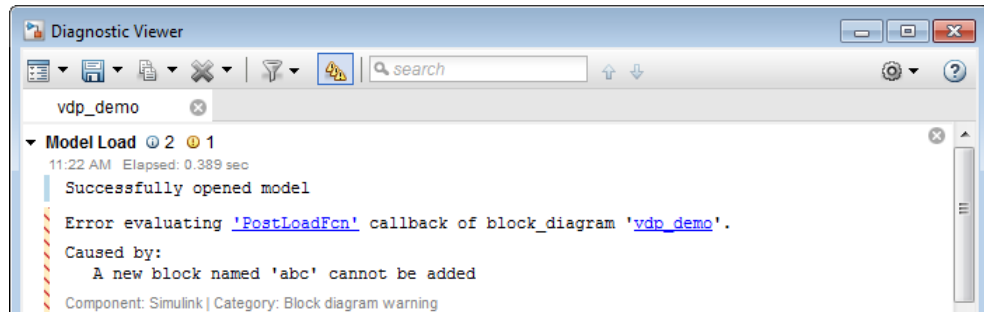 Diagnostic Viewer
search
vdp_demo
Model Load 2 1
11:22 AM Elapsed: 0.389 sec
Successfully opened model
Error evaluating 'PostLoadFcn' callback of block_diagram 'vdp_demo'.
Caused by:
A new block named 'abc' cannot be added
Component: Simulink | Category: Block diagram warning